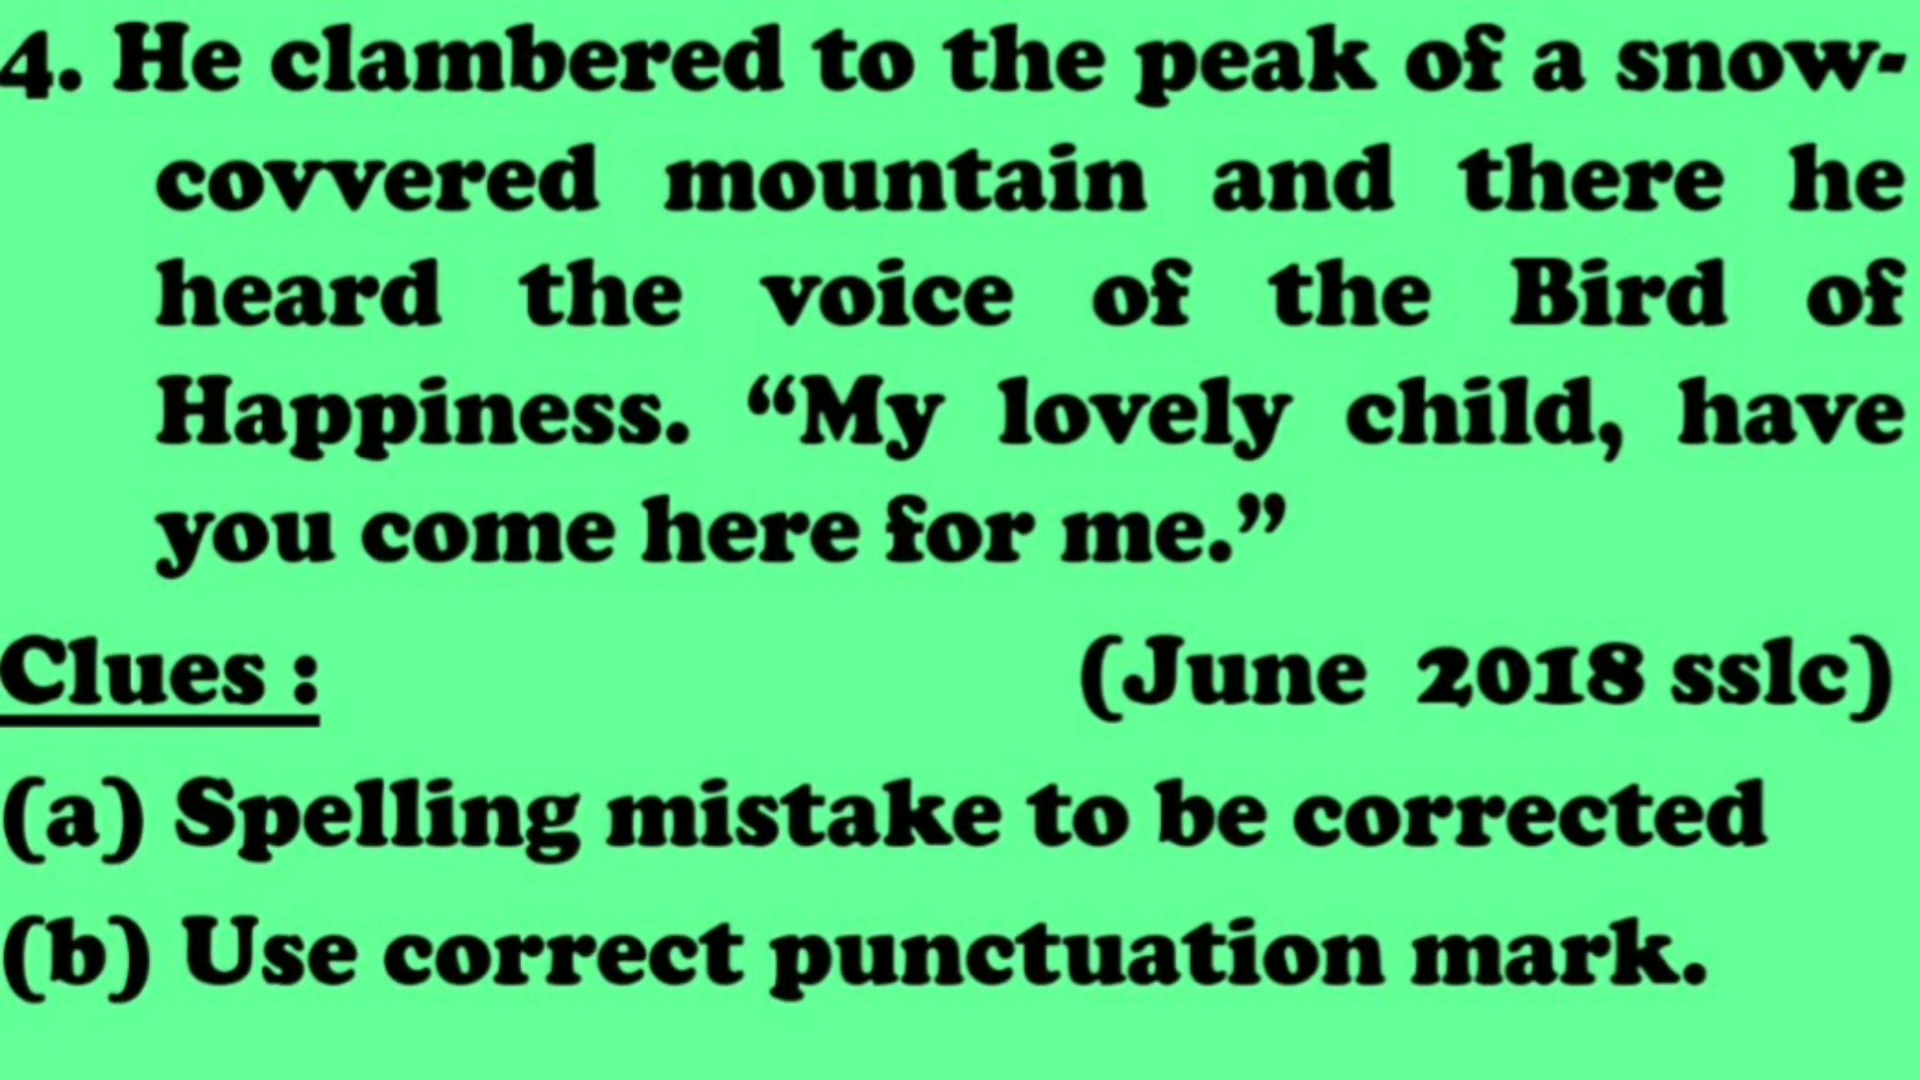 4. He clambered to the peak of a snow-
covvered mountain and there he
heard the voice of the Bird of
Happiness. “My lovely child, have
you come here for me.”
Clues : (June 2018 sslc)
(a) Spelling mistake to be corrected
(b) Use correct punctuation mark.